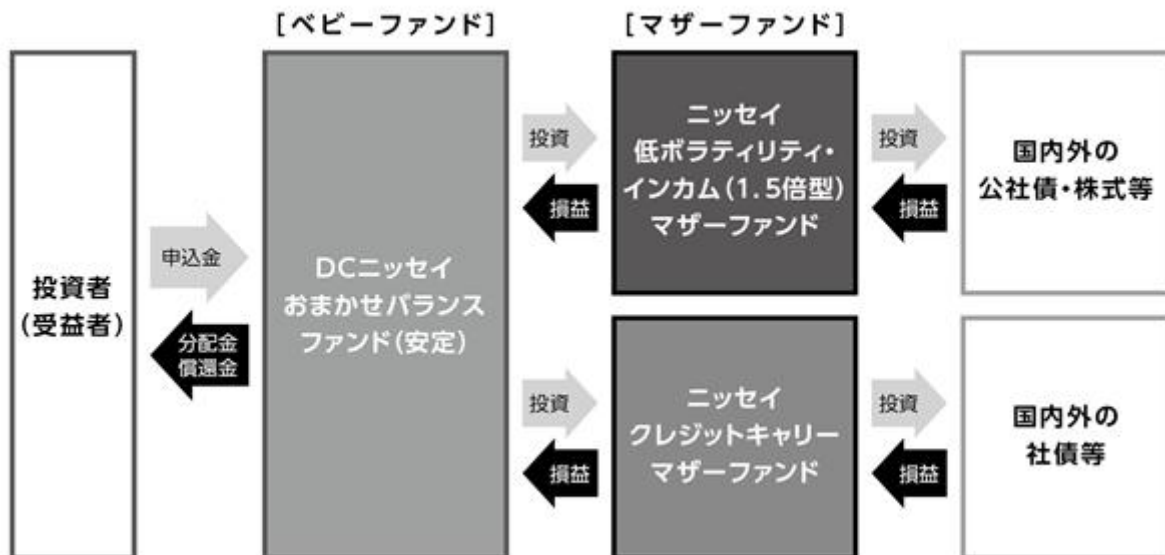 [ベビーファンド]
[マザーファンド]
投資者
(受益者)
申込金
分配金
償還金
DCニッセイ
おまかせバランス
ファンド(安定)
投資
損益
ニッセイ
低ボラティリティ・
インカム(1.5倍型)
マザーファンド
投資
損益
国内外の
公社債・株式等
投資
損益
ニッセイ
クレジットキャリー
マザーファンド
投資
損益
国内外の
社債等